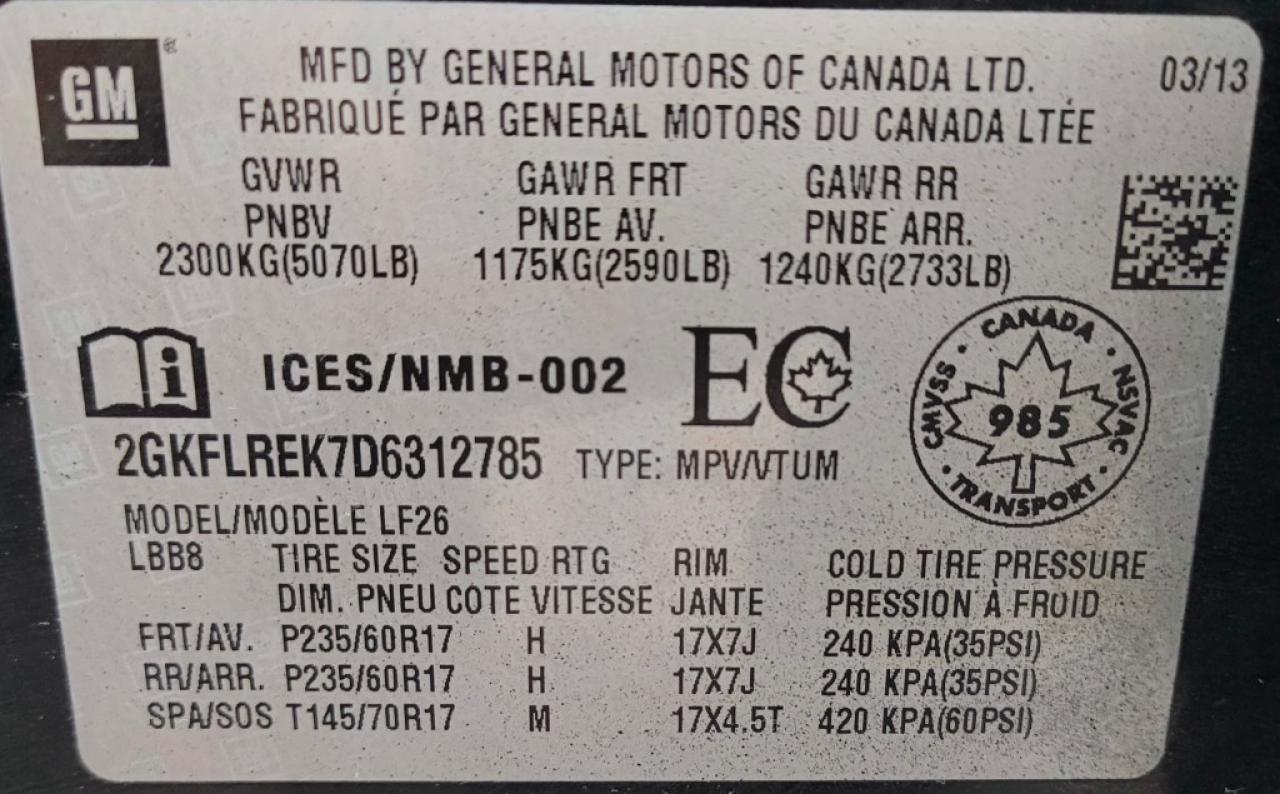 GM
MFD BY GENERAL MOTORS OF CANADA LTD. 03/13
FABRIQUÉ PAR GENERAL MOTORS DU CANADA LTÉE
GVWR GAWR FRT GAWR RR
PNBV PNBE AV. PNBE ARR.
2300KG(5070LB) 1175KG(2590LB) 1240KG(2733LB)
ICES/NMB-002 EC
CANADA
CMVSS · 985 · NSVAC
TRANSPORT
2GKFLREK7D6312785 TYPE: MPV/VTUM
MODEL/MODÈLE LF26
LBB8 TIRE SIZE SPEED RTG RIM COLD TIRE PRESSURE
DIM. PNEU COTE VITESSE JANTE PRESSION À FROID
FRT/AV. P235/60R17 H 17X7J 240 KPA(35PSI)
RR/ARR. P235/60R17 H 17X7J 240 KPA(35PSI)
SPA/SOS T145/70R17 M 17X4.5T 420 KPA(60PSI)